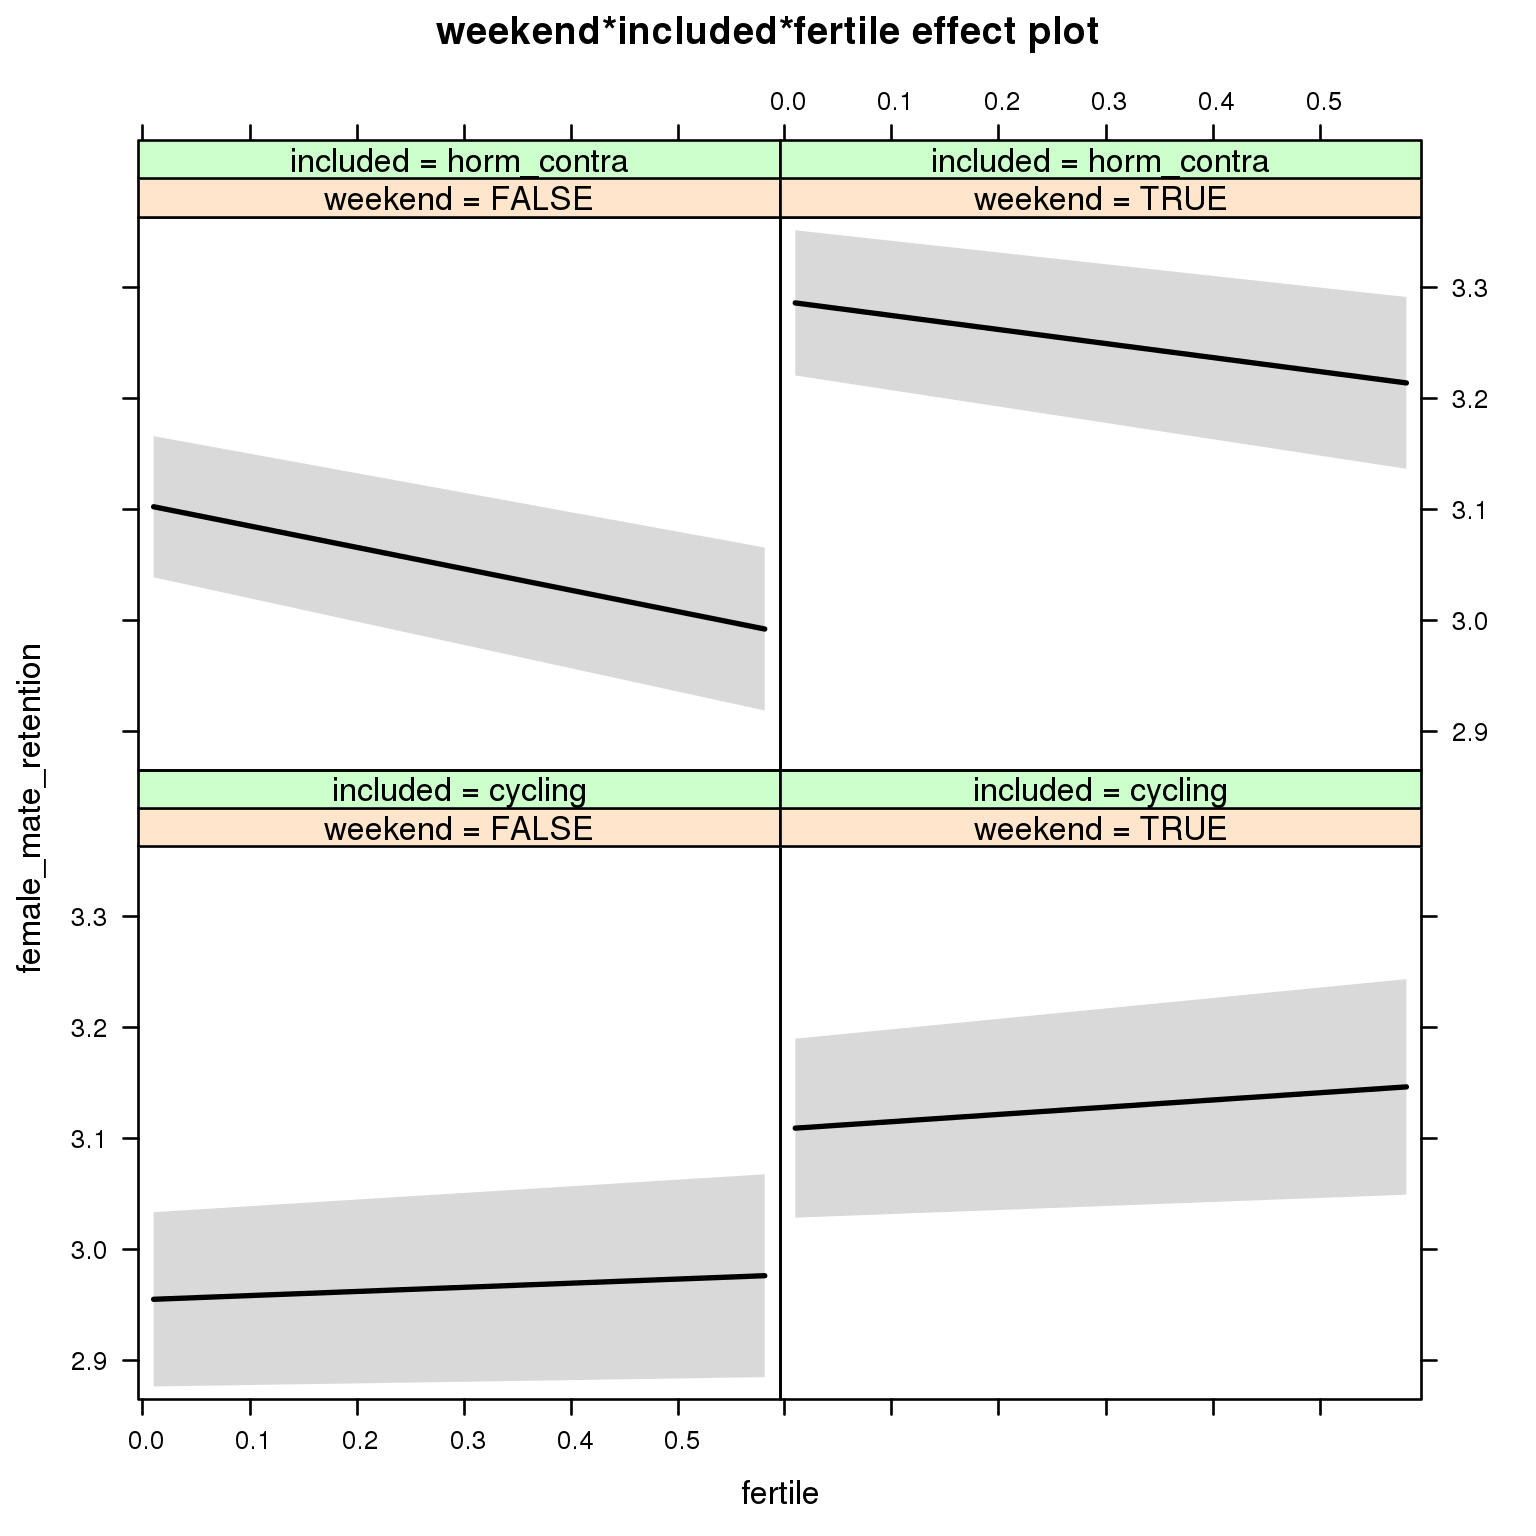 weekend*included*fertile effect plot
0.0 0.1 0.2 0.3 0.4 0.5
included = horm_contra included = horm_contra
weekend = FALSE weekend = TRUE
3.3
3.2
3.1
3.0
2.9
female_mate_retention
included = cycling included = cycling
weekend = FALSE weekend = TRUE
3.3
3.2
3.1
3.0
2.9
0.0 0.1 0.2 0.3 0.4 0.5
fertile